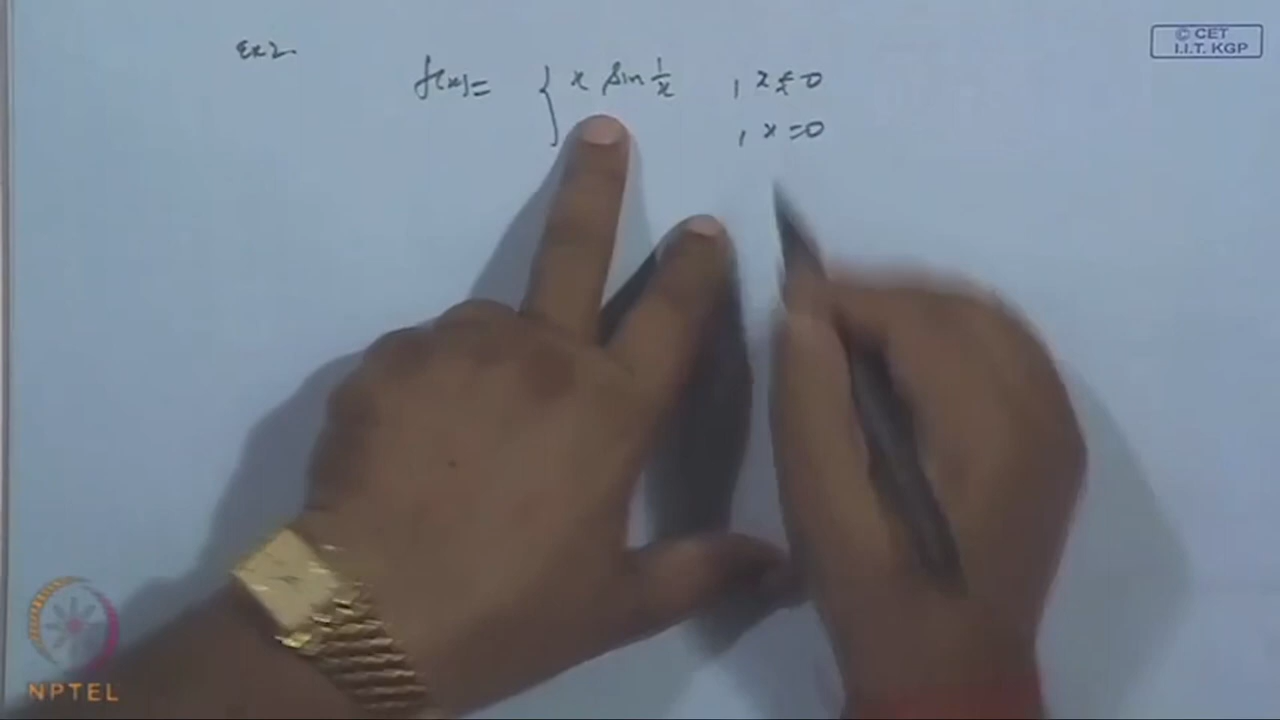 Ex 2.
© CET
I.I.T. KGP
f(x) = { x sin 1/x , x ≠ 0
, x = 0
NPTEL